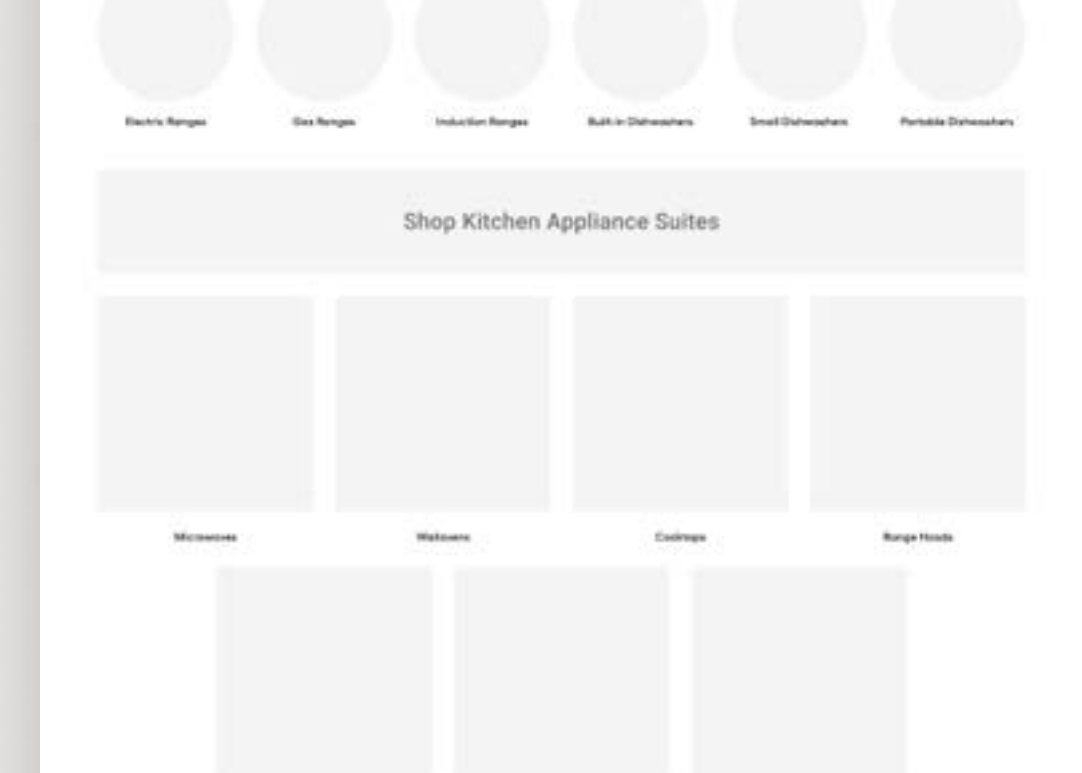 Electric Ranges
Gas Ranges
Induction Ranges
Built-in Dishwashers
Small Dishwashers
Portable Dishwashers
Shop Kitchen Appliance Suites
Microwaves
Wallovens
Cooktops
Range Hoods